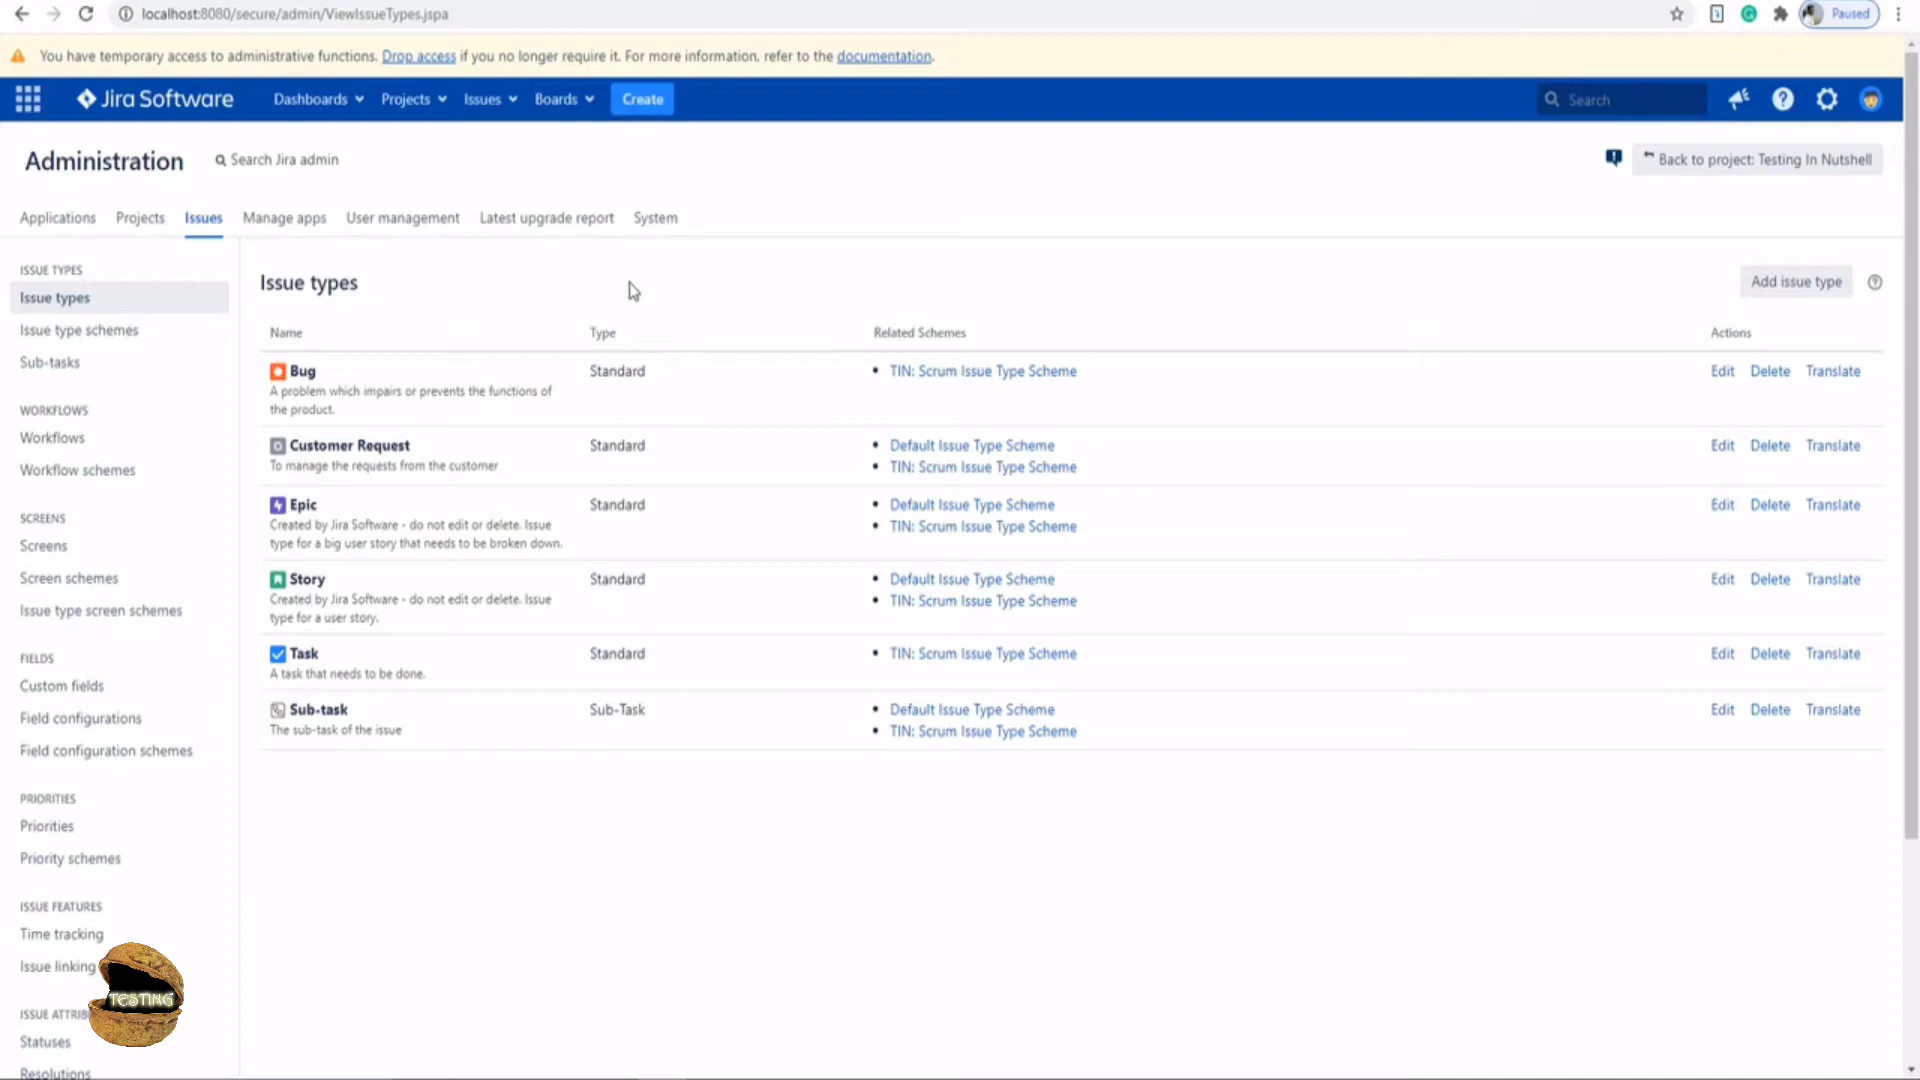 localhost:8080/secure/admin/ViewIssueTypes.jspa
Paused
You have temporary access to administrative functions. Drop access if you no longer require it. For more information, refer to the documentation.
Jira Software
Dashboards
Projects
Issues
Boards
Create
Search
Administration
Search Jira admin
Back to project: Testing In Nutshell
Applications
Projects
Issues
Manage apps
User management
Latest upgrade report
System
ISSUE TYPES
Issue types
Issue type schemes
Sub-tasks
WORKFLOWS
Workflows
Workflow schemes
SCREENS
Screens
Screen schemes
Issue type screen schemes
FIELDS
Custom fields
Field configurations
Field configuration schemes
PRIORITIES
Priorities
Priority schemes
ISSUE FEATURES
Time tracking
Issue linking
ISSUE ATTRIB
Statuses
Resolutions
TESTING
Issue types
Add issue type
Name Type Related Schemes Actions
Bug Standard • TIN: Scrum Issue Type Scheme Edit Delete Translate
A problem which impairs or prevents the functions of
the product.
Customer Request Standard • Default Issue Type Scheme Edit Delete Translate
To manage the requests from the customer • TIN: Scrum Issue Type Scheme
Epic Standard • Default Issue Type Scheme Edit Delete Translate
Created by Jira Software - do not edit or delete. Issue • TIN: Scrum Issue Type Scheme
type for a big user story that needs to be broken down.
Story Standard • Default Issue Type Scheme Edit Delete Translate
Created by Jira Software - do not edit or delete. Issue • TIN: Scrum Issue Type Scheme
type for a user story.
Task Standard • TIN: Scrum Issue Type Scheme Edit Delete Translate
A task that needs to be done.
Sub-task Sub-Task • Default Issue Type Scheme Edit Delete Translate
The sub-task of the issue • TIN: Scrum Issue Type Scheme